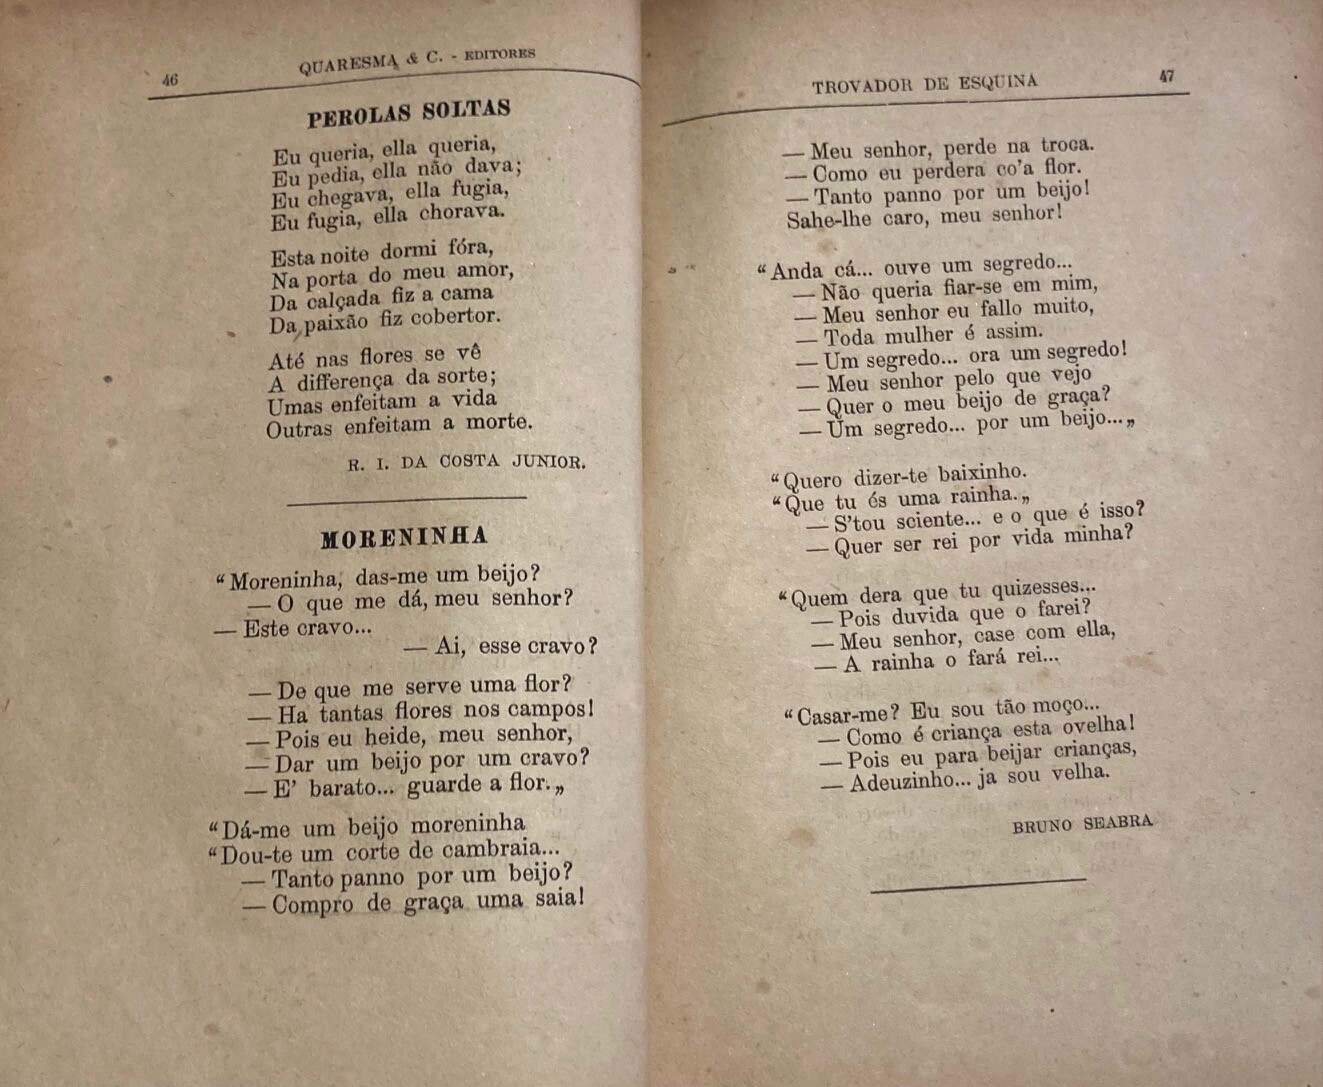 46
QUARESMA & C. - EDITORES
PEROLAS SOLTAS
Eu queria, ella queria,
Eu pedia, ella não dava;
Eu chegava, ella fugia,
Eu fugia, ella chorava.
Esta noite dormi fóra,
Na porta do meu amor,
Da calçada fiz a cama
Da paixão fiz cobertor.
Até nas flores se vê
A differença da sorte;
Umas enfeitam a vida
Outras enfeitam a morte.
R. I. DA COSTA JUNIOR.
MORENINHA
“Moreninha, das-me um beijo?
— O que me dá, meu senhor?
— Este cravo...
— Ai, esse cravo?
— De que me serve uma flor?
— Ha tantas flores nos campos!
— Pois eu heide, meu senhor,
— Dar um beijo por um cravo?
— E' barato... guarde a flor.„
“Dá-me um beijo moreninha
“Dou-te um corte de cambraia...
— Tanto panno por um beijo?
— Compro de graça uma saia!
TROVADOR DE ESQUINA
47
— Meu senhor, perde na troca.
— Como eu perdera co'a flor.
— Tanto panno por um beijo!
Sahe-lhe caro, meu senhor!
“Anda cá... ouve um segredo...
— Não queria fiar-se em mim,
— Meu senhor eu fallo muito,
— Toda mulher é assim.
— Um segredo... ora um segredo!
— Meu senhor pelo que vejo
— Quer o meu beijo de graça?
— Um segredo... por um beijo...„
“Quero dizer-te baixinho.
“Que tu és uma rainha.„
— S'tou sciente... e o que é isso?
— Quer ser rei por vida minha?
“Quem dera que tu quizesses...
— Pois duvida que o farei?
— Meu senhor, case com ella,
— A rainha o fará rei...
“Casar-me? Eu sou tão moço...
— Como é criança esta ovelha!
— Pois eu para beijar crianças,
— Adeuzinho... ja sou velha.
BRUNO SEABRA